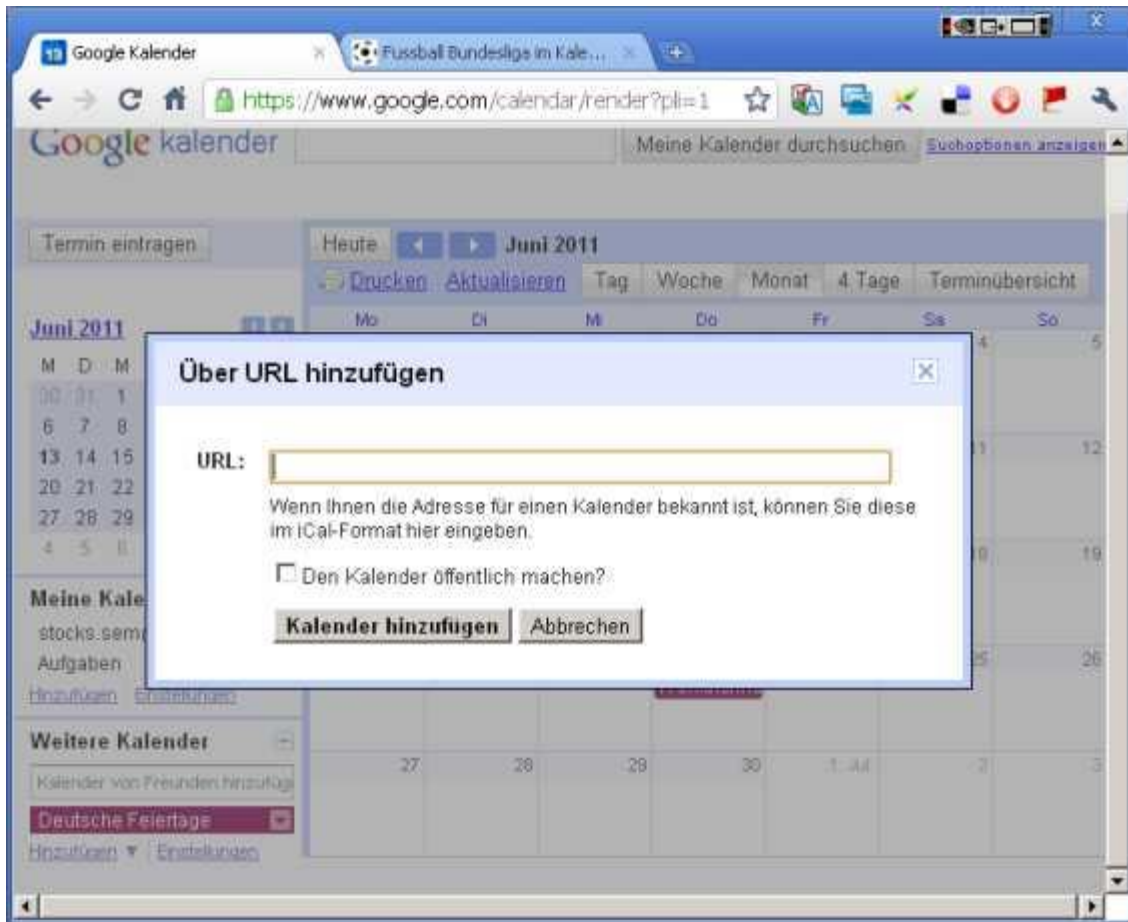 Google Kalender
Fussball Bundesliga im Kale...
https://www.google.com/calendar/render?pli=1
Google kalender
Meine Kalender durchsuchen
Suchoptionen anzeigen
Termin eintragen
Heute
Juni 2011
Drucken Aktualisieren Tag Woche Monat 4 Tage Terminübersicht
Mo Di Mi Do Fr Sa So
Juni 2011
M D M
30 31 1
6 7 8
13 14 15
20 21 22
27 28 29
4 5 6
4 5
11 12
18 19
25 26
27 28 29 30 2 3
Über URL hinzufügen
URL:
Wenn Ihnen die Adresse für einen Kalender bekannt ist, können Sie diese
im iCal-Format hier eingeben.
Den Kalender öffentlich machen?
Kalender hinzufügen Abbrechen
Meine Kale
Aufgaben
Hinzufügen Einstellungen
Weitere Kalender
Kalender von Freunden hinzufüg
Deutsche Feiertage
Hinzufügen Einstellungen